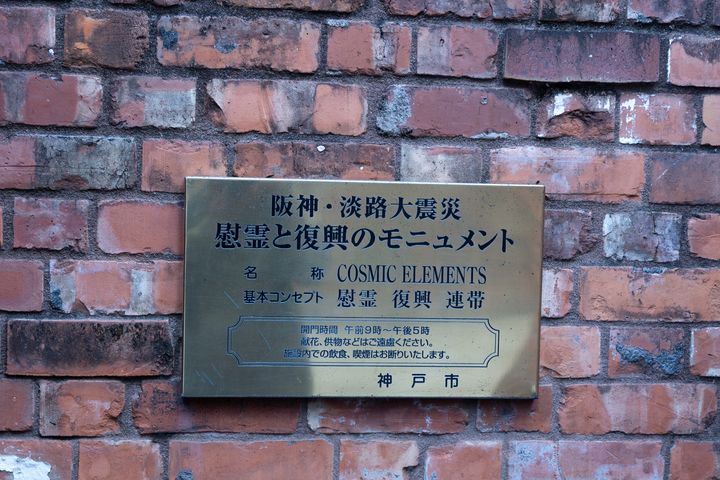 阪神・淡路大震災
慰霊と復興のモニュメント
名 称 COSMIC ELEMENTS
基本コンセプト 慰霊 復興 連帯
開門時間 午前9時～午後5時
献花、供物などはご遠慮ください。
施設内での飲食、喫煙はお断りいたします。
神戸市